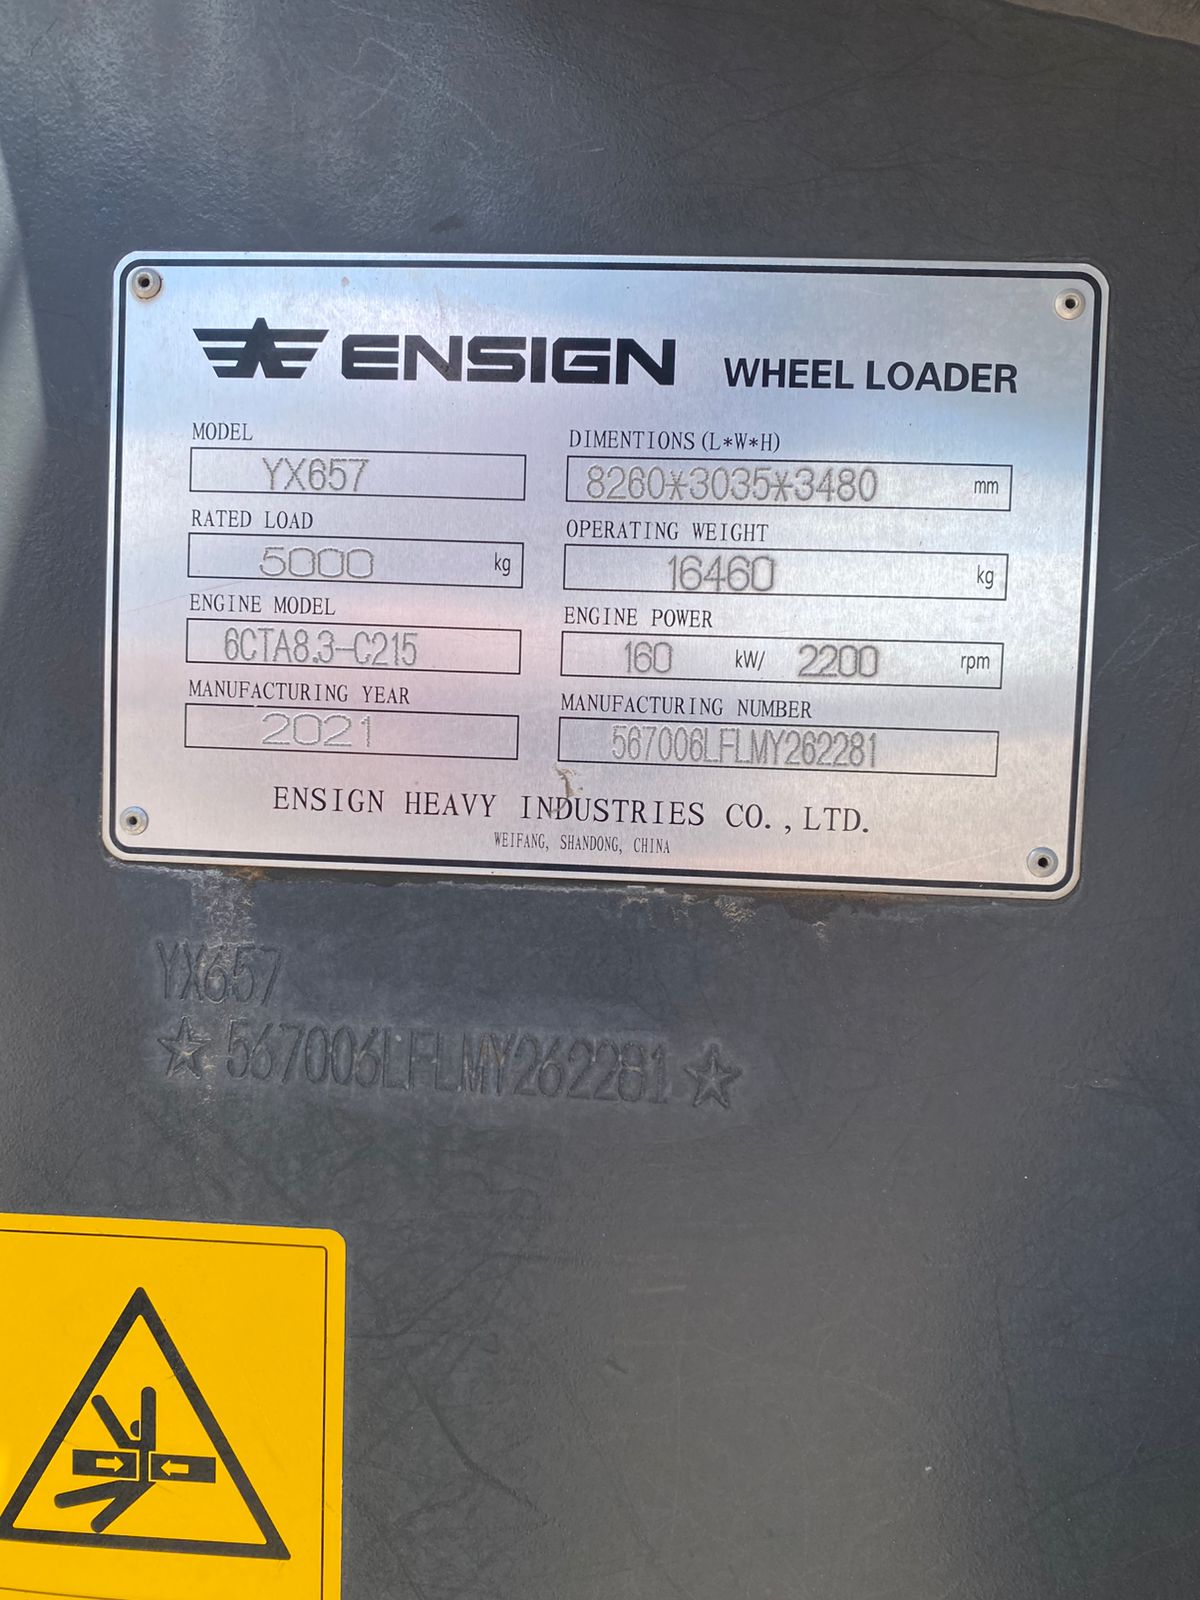 ENSIGN WHEEL LOADER
MODEL
YX657
DIMENTIONS(L*W*H)
8260*3035*3480 mm
RATED LOAD
5000 kg
OPERATING WEIGHT
16460 kg
ENGINE MODEL
6CTA8.3-C215
ENGINE POWER
160 kW/ 2200 rpm
MANUFACTURING YEAR
2021
MANUFACTURING NUMBER
567006LFLMY262281
ENSIGN HEAVY INDUSTRIES CO.,LTD.
WEIFANG, SHANDONG, CHINA
YX657
☆567006LFLMY262281☆